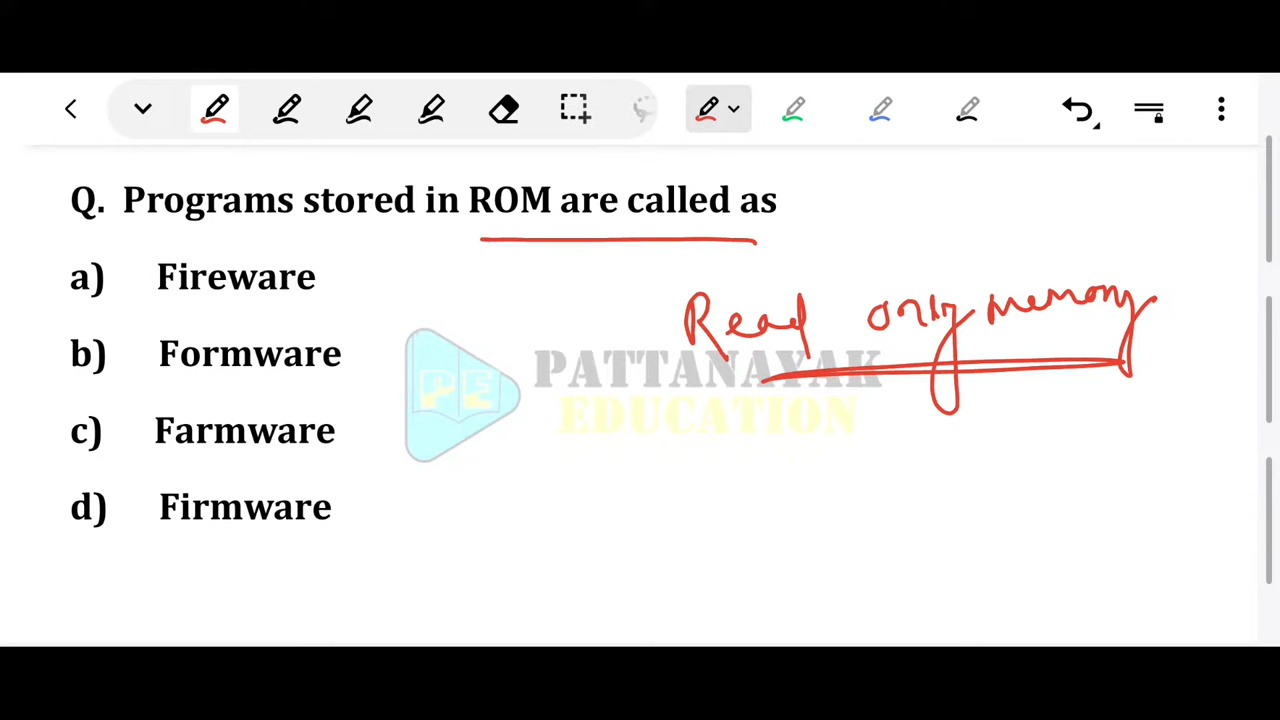 Q. Programs stored in ROM are called as
a) Fireware
Read only memory
b) Formware
PATTANAYAK
EDUCATION
c) Farmware
d) Firmware